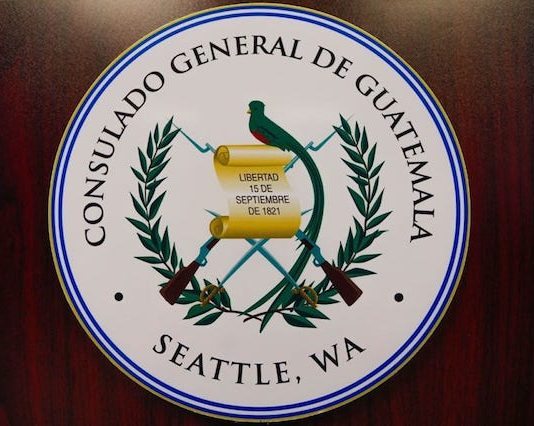 CONSULADO GENERAL DE GUATEMALA
LIBERTAD
15 DE
SEPTIEMBRE
DE 1821
SEATTLE, WA